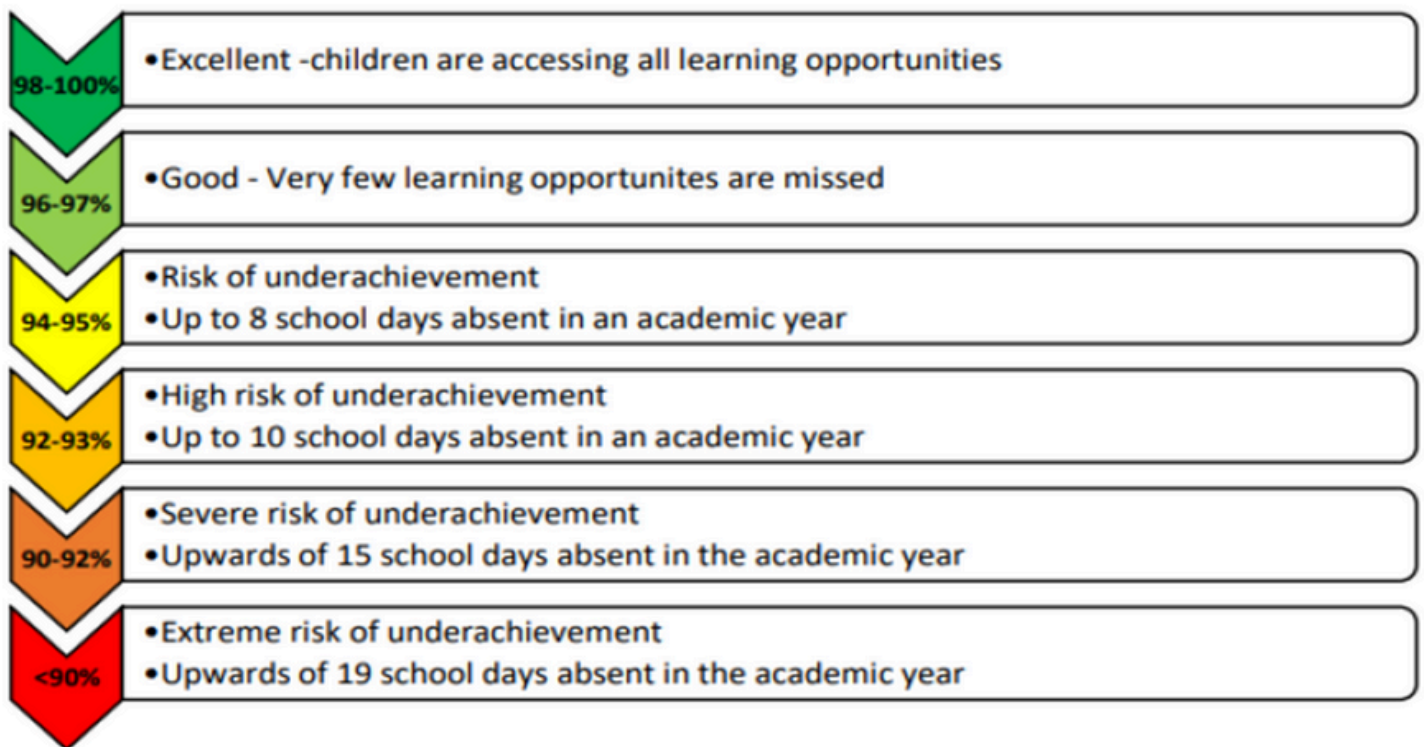 98-100%
•Excellent -children are accessing all learning opportunities
96-97%
•Good - Very few learning opportunites are missed
94-95%
•Risk of underachievement
•Up to 8 school days absent in an academic year
92-93%
•High risk of underachievement
•Up to 10 school days absent in an academic year
90-92%
•Severe risk of underachievement
•Upwards of 15 school days absent in the academic year
<90%
•Extreme risk of underachievement
•Upwards of 19 school days absent in the academic year